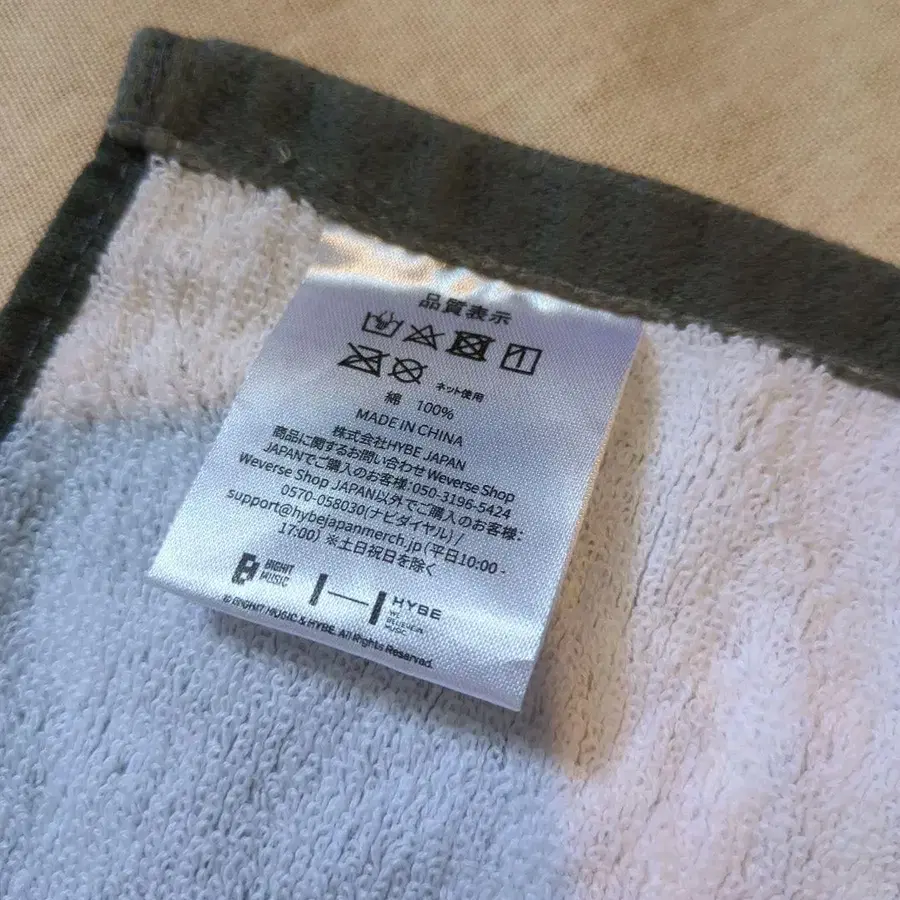 品質表示
ネット使用
綿 100%
MADE IN CHINA
株式会社HYBE JAPAN
商品に関するお問い合わせ Weverse Shop
JAPANでご購入のお客様:050-3196-5424
Weverse Shop JAPAN以外でご購入のお客様:
0570-058030(ナビダイヤル) /
support@hybejapanmerch.jp (平日10:00 -
17:00) ※土日祝日を除く
BIGHIT
MUSIC
HYBE
WE
BELIEVE IN
MUSIC
© BIGHIT MUSIC & HYBE. All Rights Reserved.